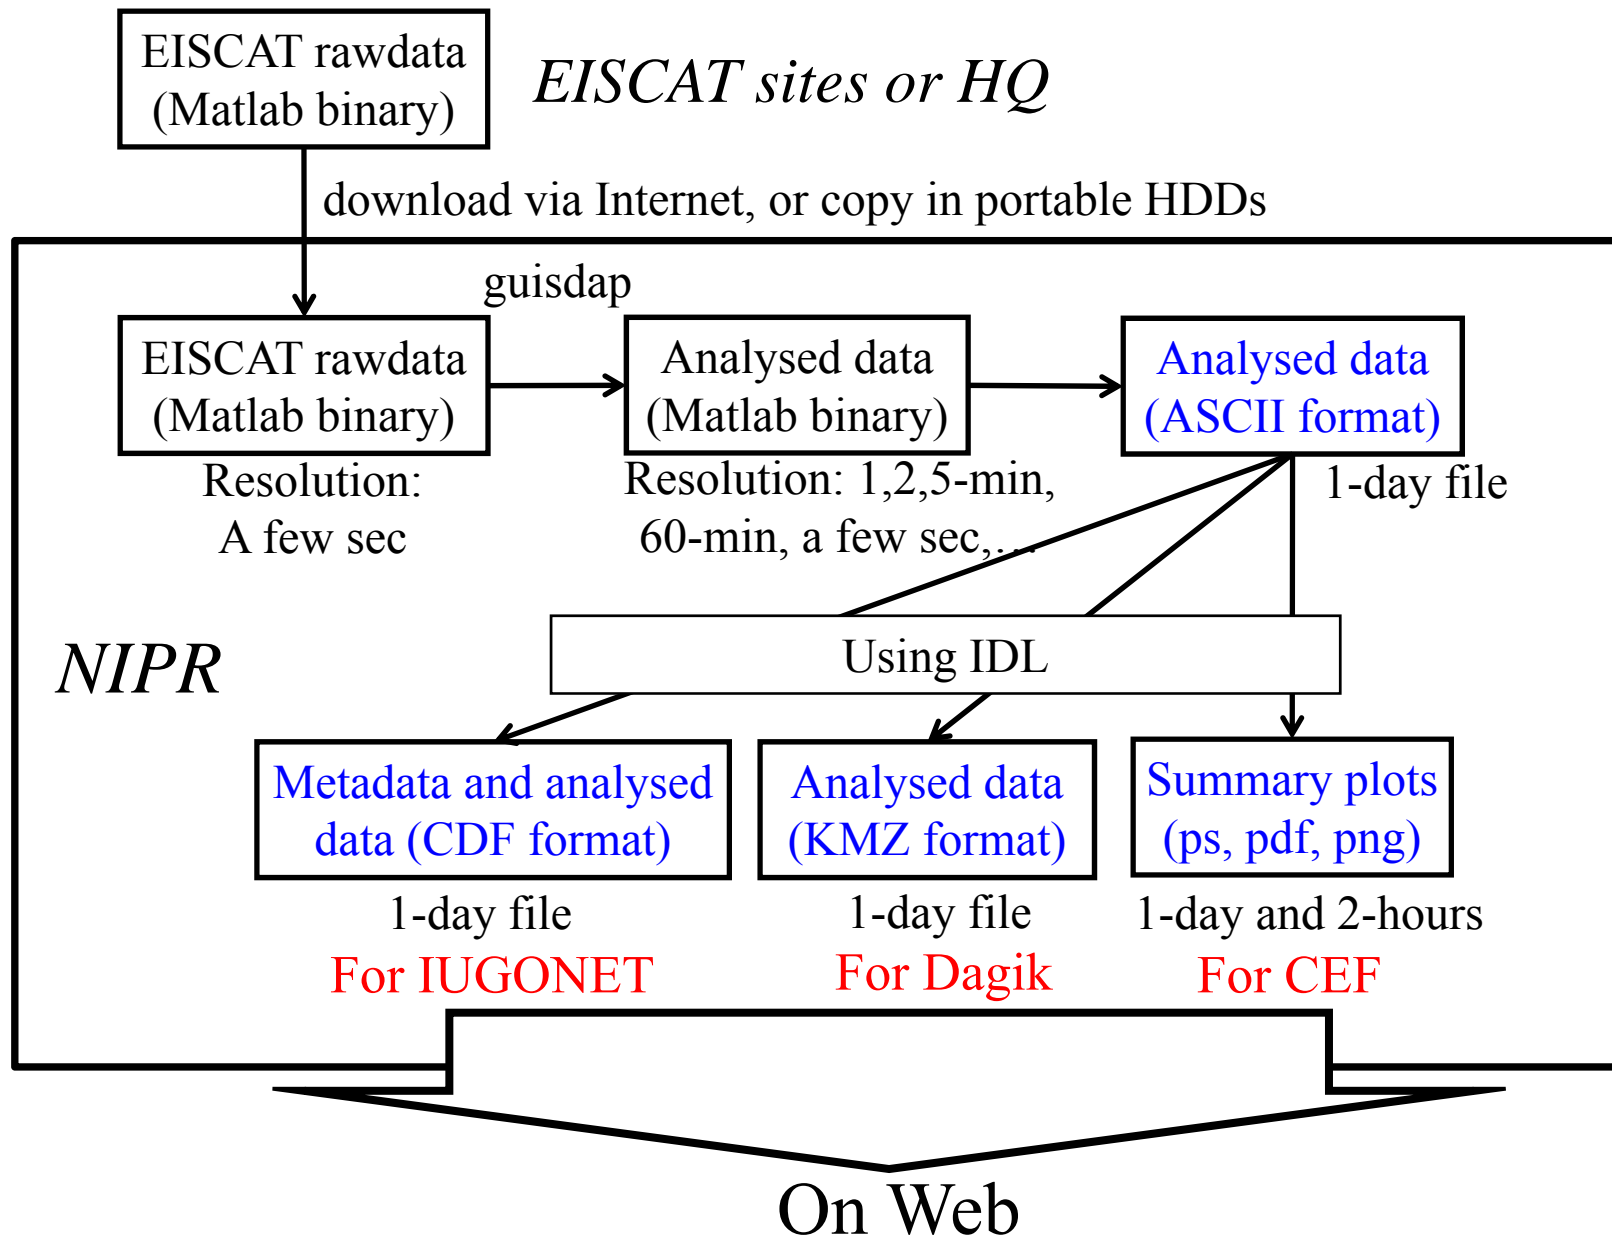 EISCAT rawdata
(Matlab binary)
EISCAT sites or HQ
download via Internet, or copy in portable HDDs
guisdap
EISCAT rawdata
(Matlab binary)
Resolution:
A few sec
Analysed data
(Matlab binary)
Resolution: 1,2,5-min,
60-min, a few sec,…
Analysed data
(ASCII format)
1-day file
Using IDL
NIPR
Metadata and analysed
data (CDF format)
1-day file
For IUGONET
Analysed data
(KMZ format)
1-day file
For Dagik
Summary plots
(ps, pdf, png)
1-day and 2-hours
For CEF
On Web